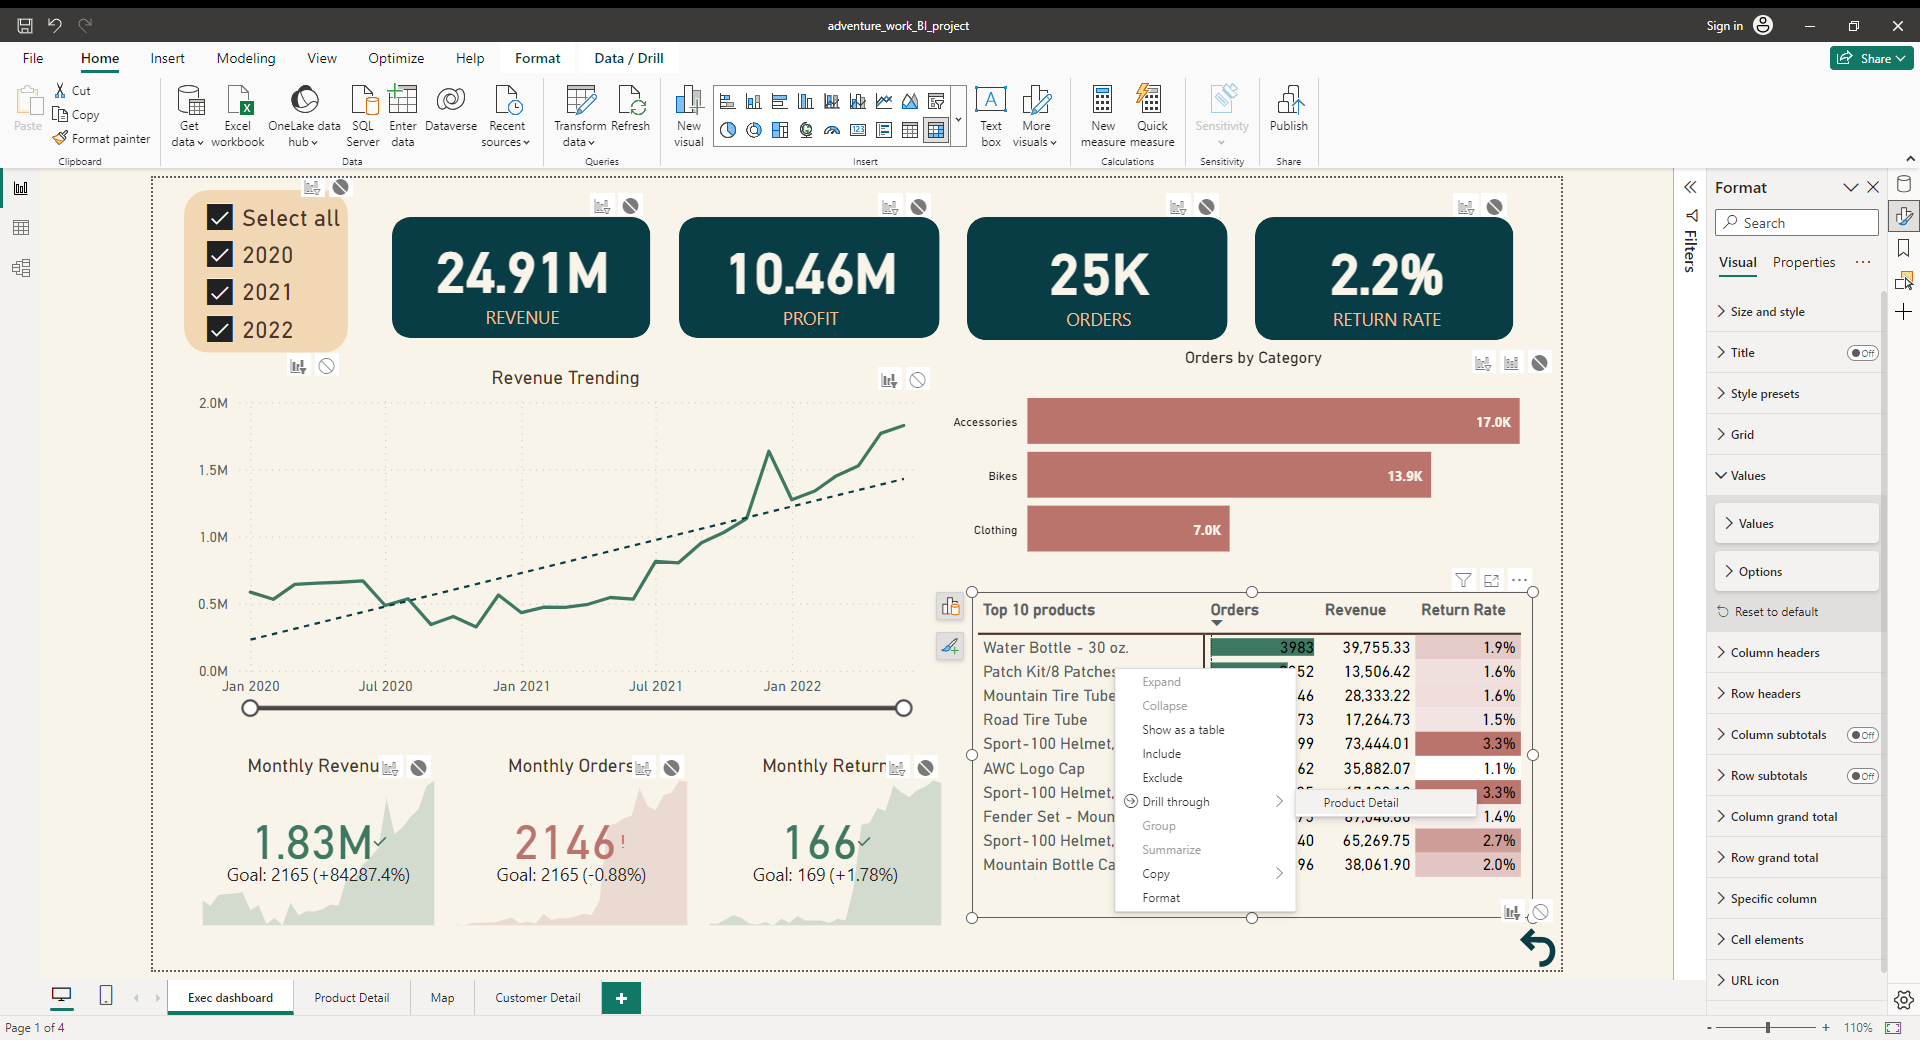 adventure_work_BI_project
Sign in
File
Home
Insert
Modeling
View
Optimize
Help
Format
Data / Drill
Share
Paste
Cut
Copy
Format painter
Clipboard
Get data
Excel workbook
OneLake data hub
SQL Server
Enter data
Dataverse
Recent sources
Data
Transform data
Refresh
Queries
New visual
Text box
More visuals
Insert
New measure
Quick measure
Calculations
Sensitivity
Sensitivity
Publish
Share
Select all
2020
2021
2022
24.91M
REVENUE
10.46M
PROFIT
25K
ORDERS
2.2%
RETURN RATE
Revenue Trending
2.0M
1.5M
1.0M
0.5M
0.0M
Jan 2020
Jul 2020
Jan 2021
Jul 2021
Jan 2022
Orders by Category
Accessories
17.0K
Bikes
13.9K
Clothing
7.0K
Monthly Revenu
1.83M
Goal: 2165 (+84287.4%)
Monthly Orders
2146!
Goal: 2165 (-0.88%)
Monthly Return
166
Goal: 169 (+1.78%)
Top 10 products Orders Revenue Return Rate
Water Bottle - 30 oz. 3983 39,755.33 1.9%
Patch Kit/8 Patches 52 13,506.42 1.6%
Mountain Tire Tube 46 28,333.22 1.6%
Road Tire Tube 73 17,264.73 1.5%
Sport-100 Helmet, 99 73,444.01 3.3%
AWC Logo Cap 62 35,882.07 1.1%
Sport-100 Helmet, 3.3%
Fender Set - Moun 1.4%
Sport-100 Helmet, 40 65,269.75 2.7%
Mountain Bottle Ca 96 38,061.90 2.0%
Expand
Collapse
Show as a table
Include
Exclude
Drill through
Product Detail
Group
Summarize
Copy
Format
Filters
Format
Search
Visual
Properties
Size and style
Title
Off
Style presets
Grid
Values
Values
Options
Reset to default
Column headers
Row headers
Column subtotals
Off
Row subtotals
Off
Column grand total
Row grand total
Specific column
Cell elements
URL icon
Exec dashboard
Product Detail
Map
Customer Detail
+
Page 1 of 4
- + 110%